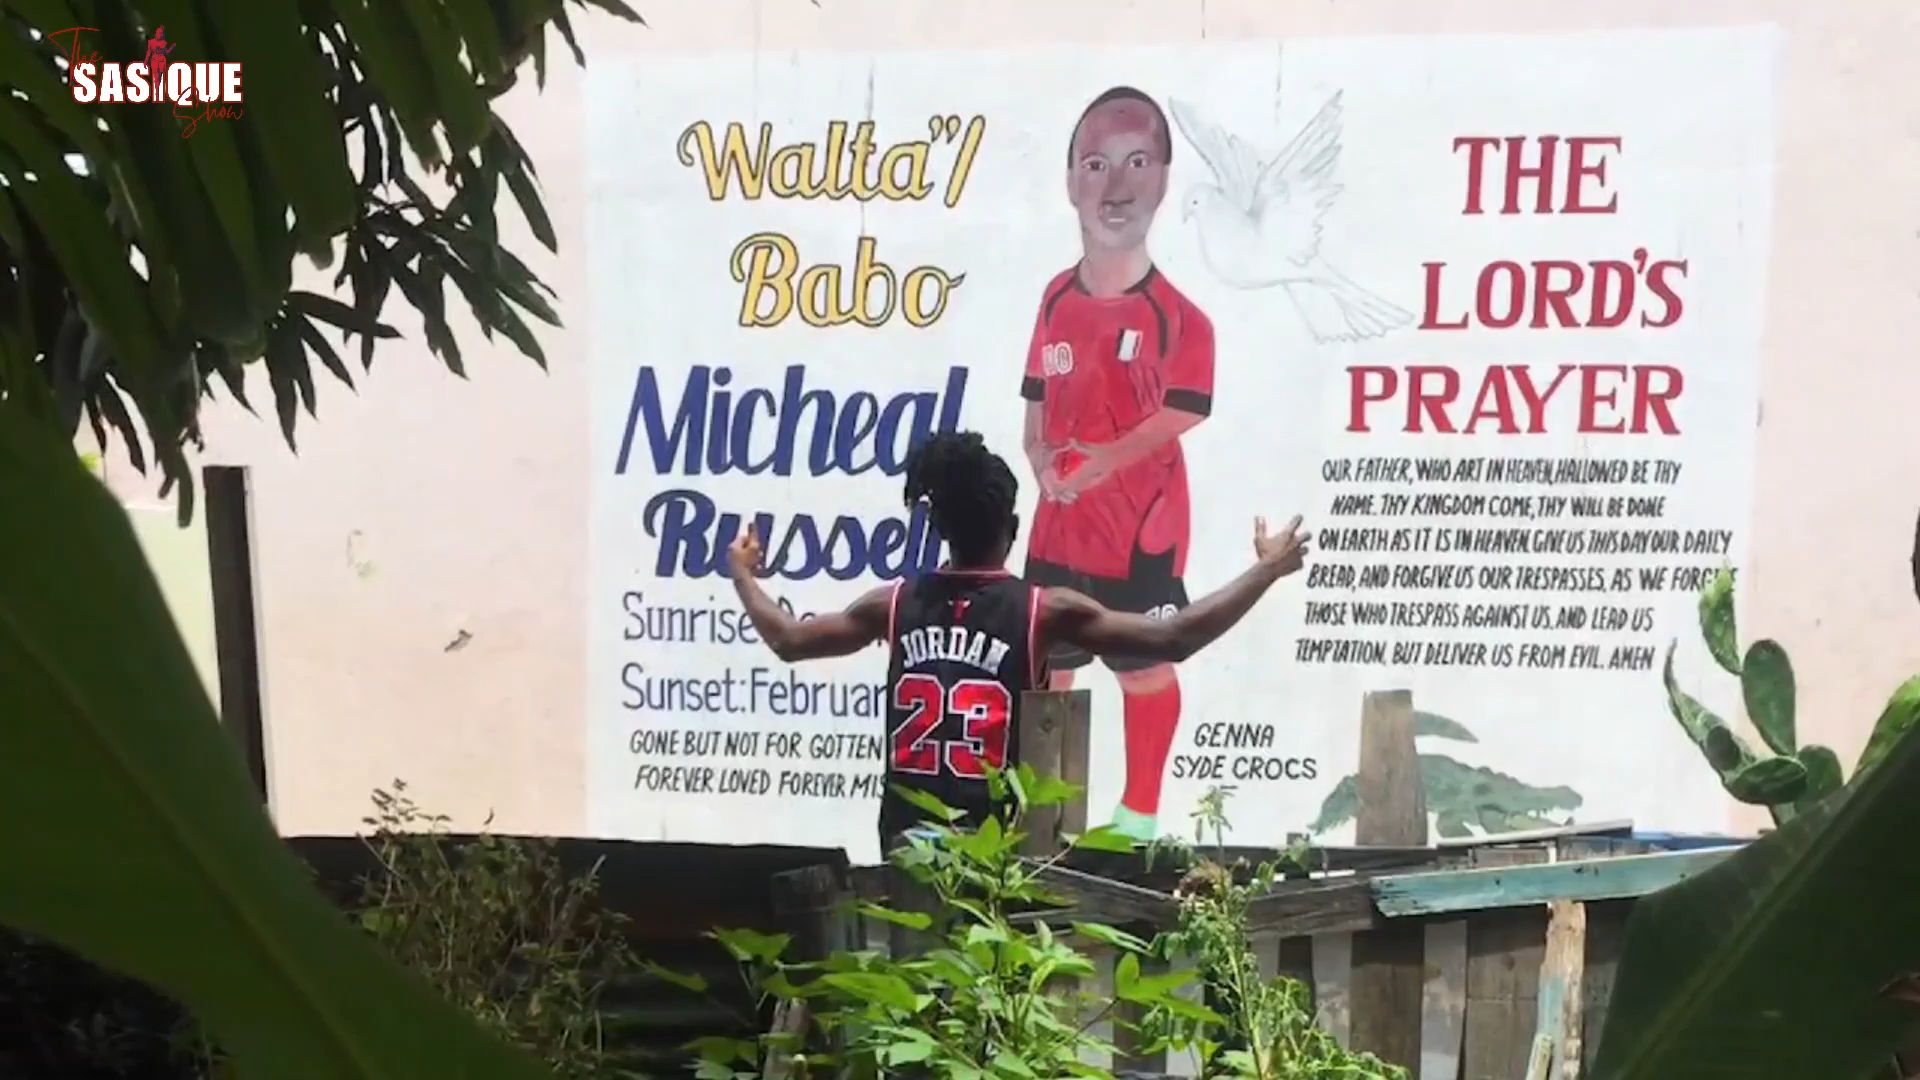 The
SASIQUE
Show
Walta"/
Babo
Micheal
Russell
Sunrise:
Sunset:Februar
GONE BUT NOT FOR GOTTEN
FOREVER LOVED FOREVER MIS
THE
LORD'S
PRAYER
OUR FATHER, WHO ART IN HEAVEN, HALLOWED BE THY
NAME. THY KINGDOM COME, THY WILL BE DONE
ON EARTH AS IT IS IN HEAVEN. GIVE US THIS DAY OUR DAILY
BREAD, AND FORGIVE US OUR TRESPASSES, AS WE FORGIVE
THOSE WHO TRESPASS AGAINST US. AND LEAD US
TEMPTATION, BUT DELIVER US FROM EVIL. AMEN
GENNA
SYDE CROCS
JORDAN
23